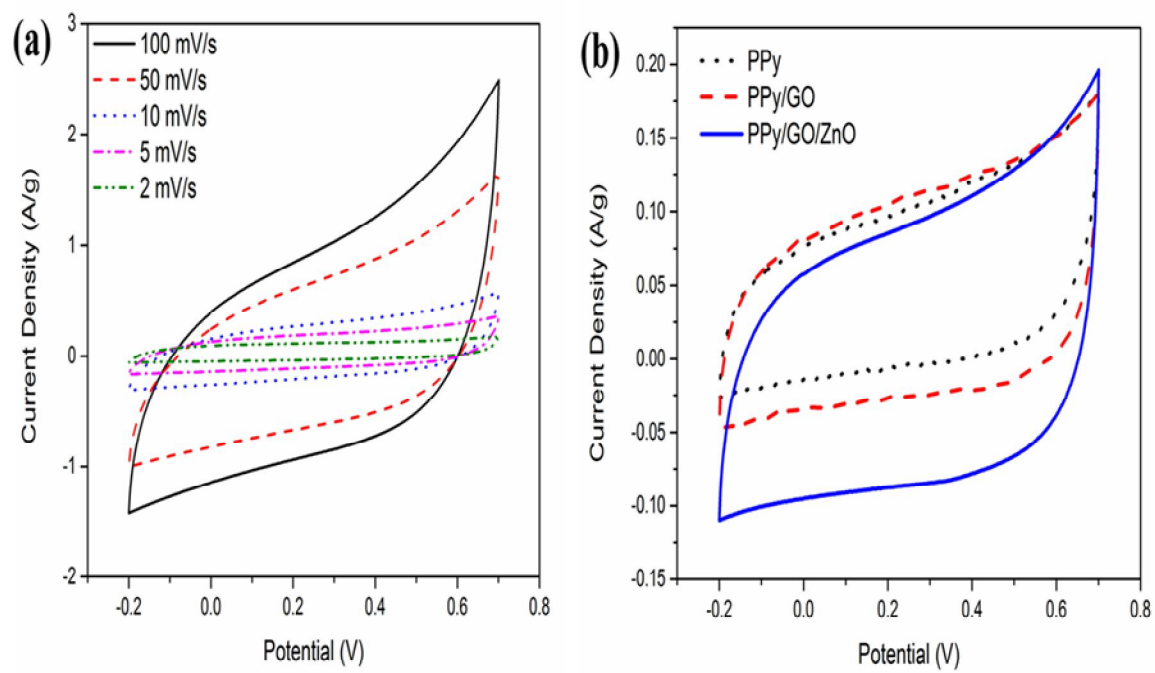 (a)
100 mV/s
50 mV/s
10 mV/s
5 mV/s
2 mV/s
3
2
1
0
-1
-2
-0.2 0.0 0.2 0.4 0.6 0.8
Current Density (A/g)
Potential (V)
(b)
PPy
PPy/GO
PPy/GO/ZnO
0.20
0.15
0.10
0.05
0.00
-0.05
-0.10
-0.15
-0.2 0.0 0.2 0.4 0.6 0.8
Current Density (A/g)
Potential (V)